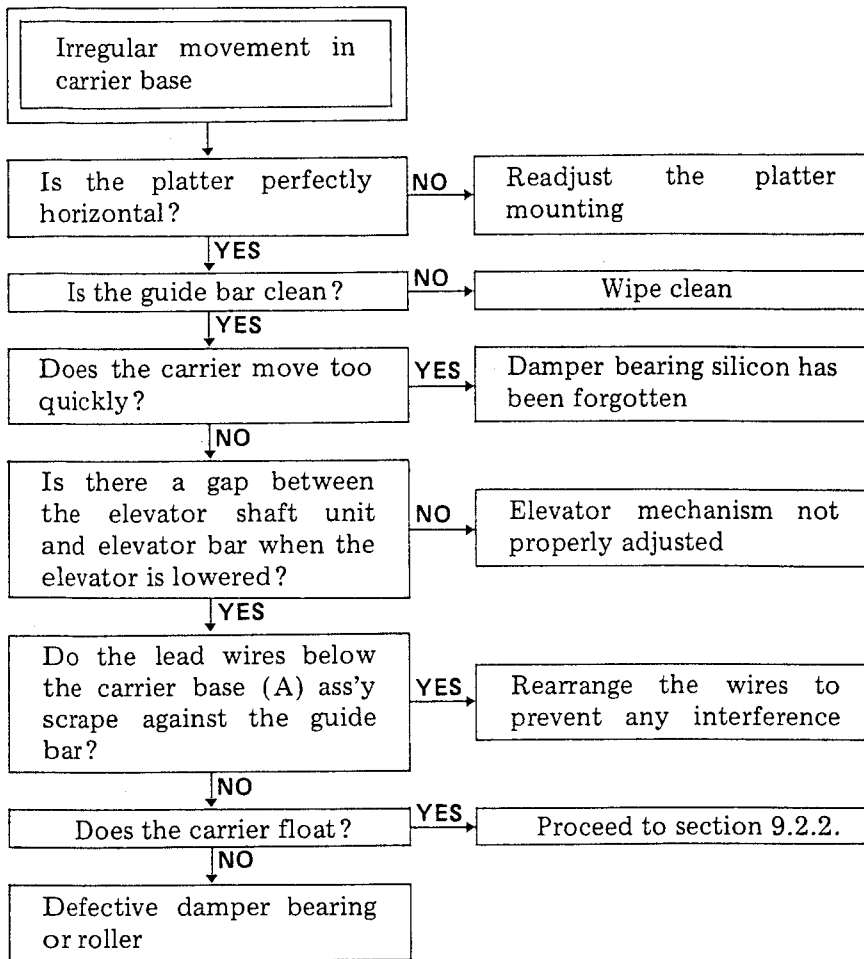 Irregular movement in
carrier base
Is the platter perfectly
horizontal?
NO
Readjust the platter
mounting
YES
Is the guide bar clean?
NO
Wipe clean
YES
Does the carrier move too
quickly?
YES
Damper bearing silicon has
been forgotten
NO
Is there a gap between
the elevator shaft unit
and elevator bar when the
elevator is lowered?
NO
Elevator mechanism not
properly adjusted
YES
Do the lead wires below
the carrier base (A) ass'y
scrape against the guide
bar?
YES
Rearrange the wires to
prevent any interference
NO
Does the carrier float?
YES
Proceed to section 9.2.2.
NO
Defective damper bearing
or roller